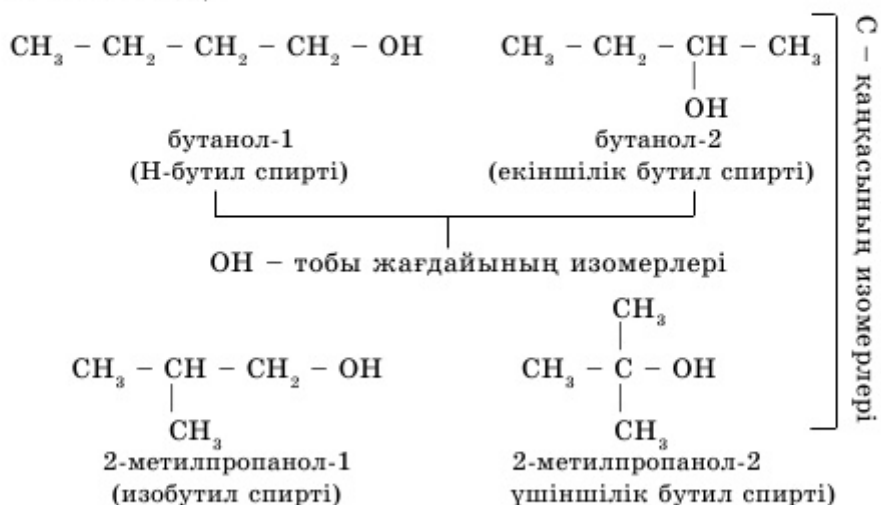 CH₃ – CH₂ – CH₂ – CH₂ – OH
CH₃ – CH₂ – CH – CH₃
|
OH
бутанол-1
(Н-бутил спирті)
бутанол-2
(екіншілік бутил спирті)
ОН – тобы жағдайының изомерлері
CH₃ – CH – CH₂ – OH
|
CH₃
2-метилпропанол-1
(изобутил спирті)
CH₃
|
CH₃ – C – OH
|
CH₃
2-метилпропанол-2
үшіншілік бутил спирті)
С – қаңқасының изомерлері